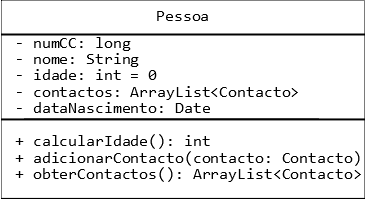 Pessoa
- numCC: long
- nome: String
- idade: int = 0
- contactos: ArrayList<Contacto>
- dataNascimento: Date
+ calcularIdade(): int
+ adicionarContacto(contacto: Contacto)
+ obterContactos(): ArrayList<Contacto>